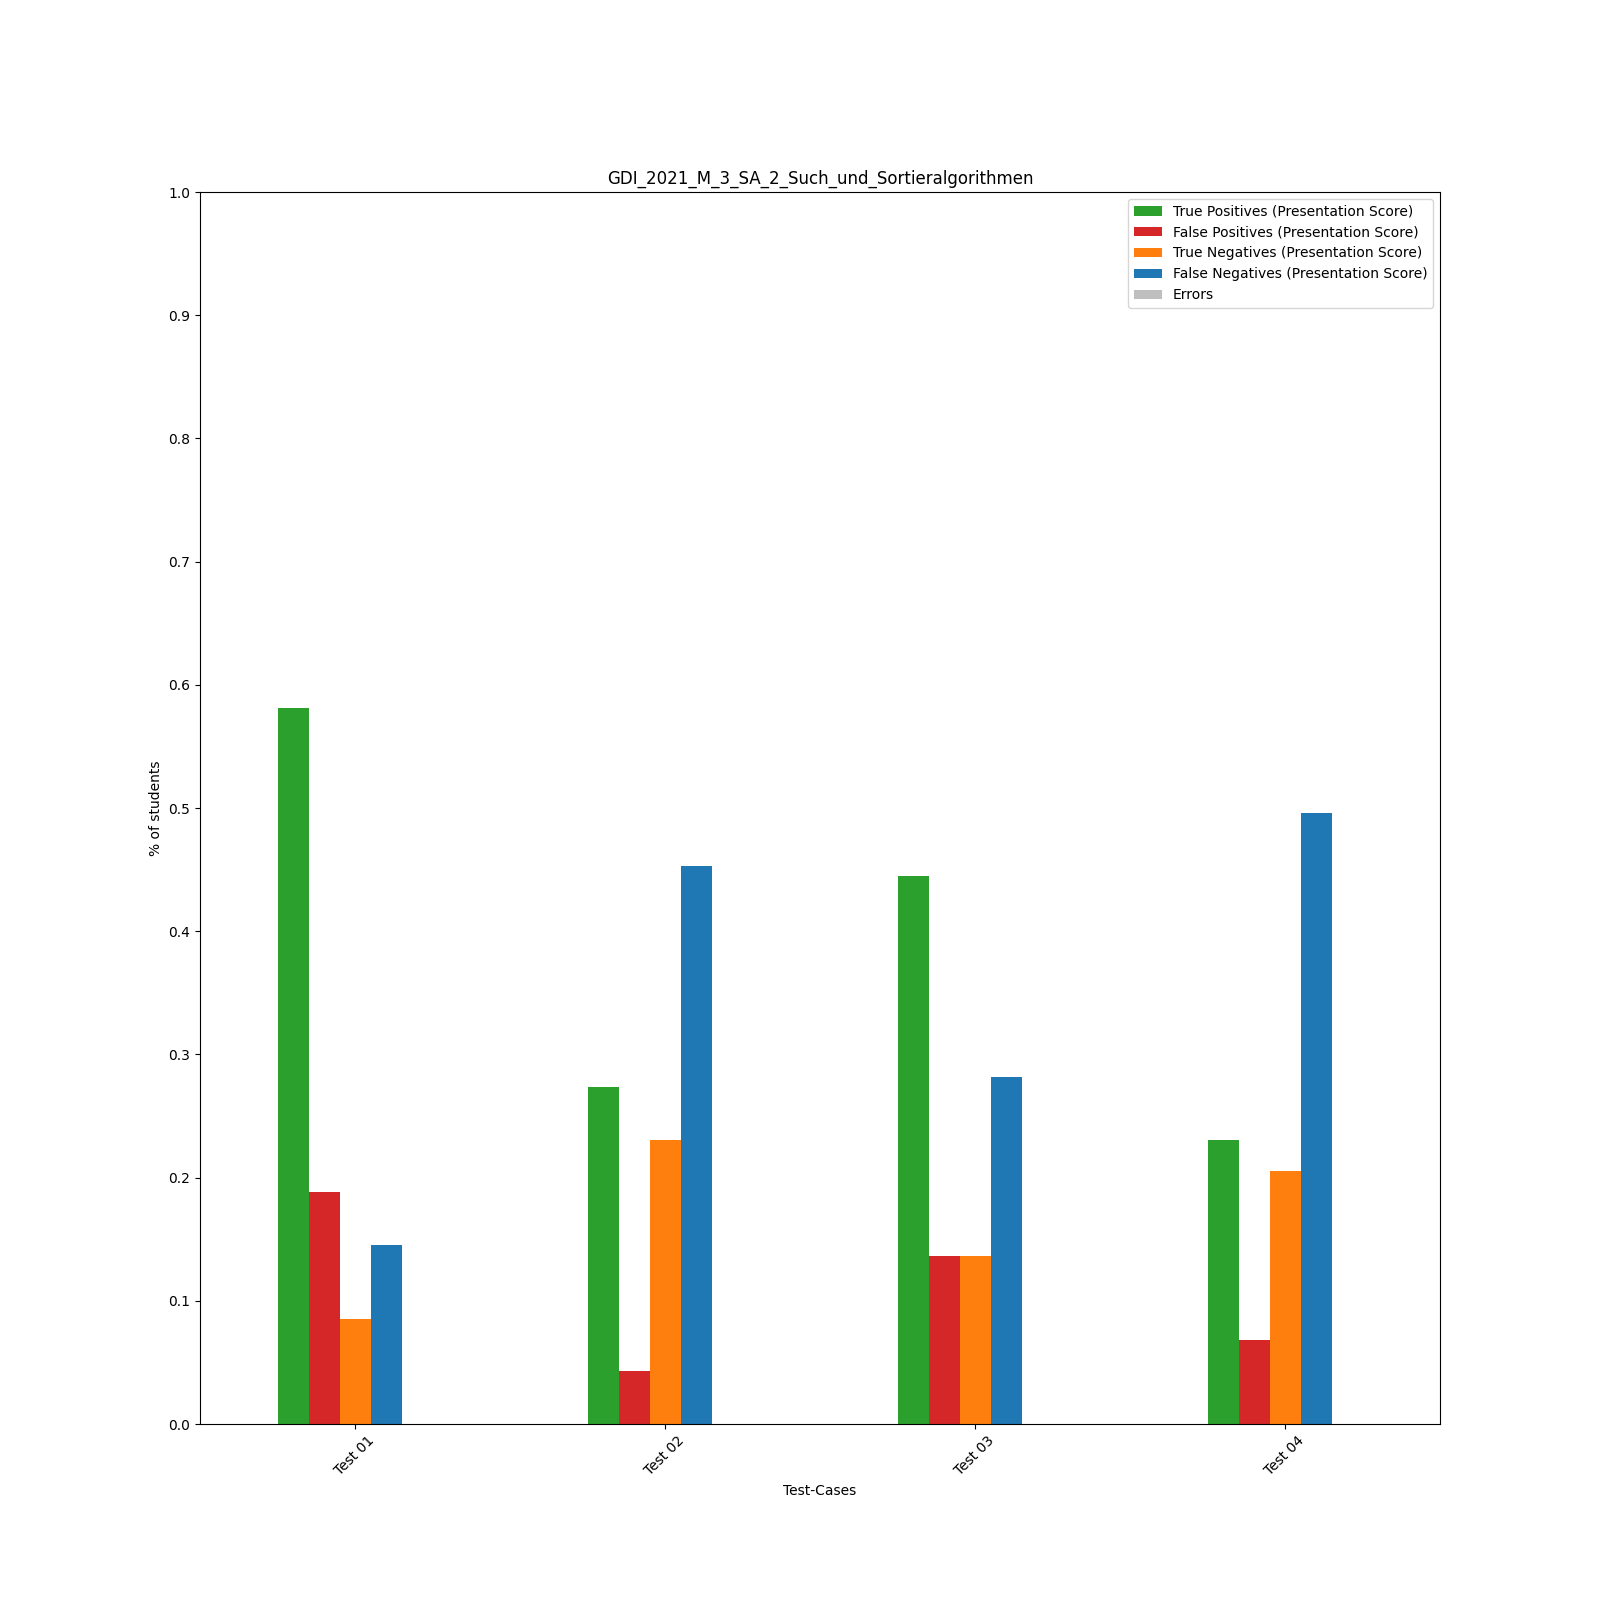 GDI_2021_M_3_SA_2_Such_und_Sortieralgorithmen
True Positives (Presentation Score)
False Positives (Presentation Score)
True Negatives (Presentation Score)
False Negatives (Presentation Score)
Errors
1.0
0.9
0.8
0.7
0.6
0.5
0.4
0.3
0.2
0.1
0.0
% of students
Test 01
Test 02
Test 03
Test 04
Test-Cases